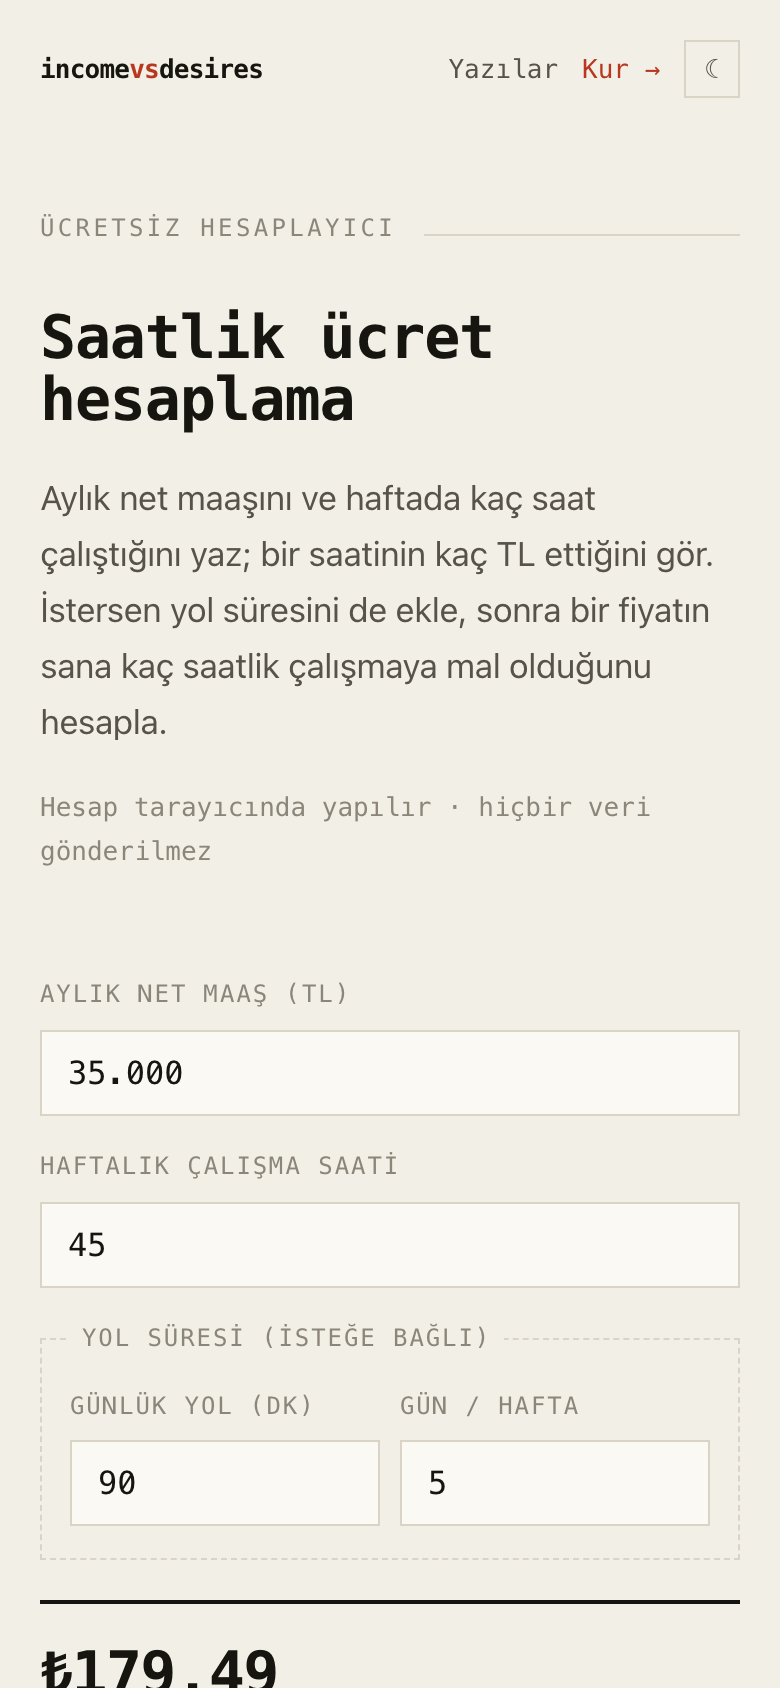 incomevsdesires
Yazılar Kur →
ÜCRETSİZ HESAPLAYICI
Saatlik ücret
hesaplama
Aylık net maaşını ve haftada kaç saat
çalıştığını yaz; bir saatinin kaç TL ettiğini gör.
İstersen yol süresini de ekle, sonra bir fiyatın
sana kaç saatlik çalışmaya mal olduğunu
hesapla.
Hesap tarayıcında yapılır · hiçbir veri
gönderilmez
AYLIK NET MAAŞ (TL)
35.000
HAFTALIK ÇALIŞMA SAATİ
45
YOL SÜRESİ (İSTEĞE BAĞLI)
GÜNLÜK YOL (DK) GÜN / HAFTA
90 5
₺179,49